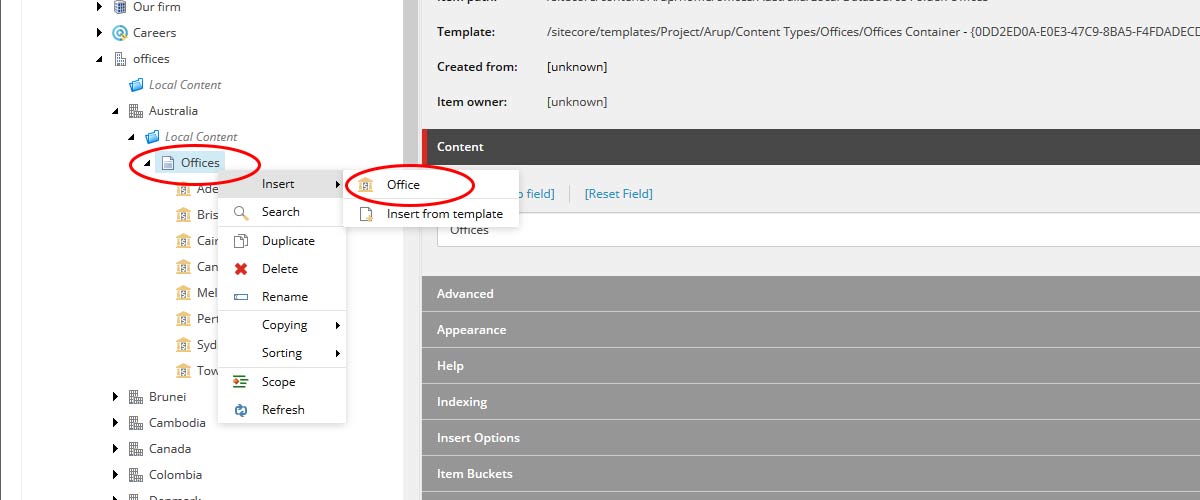 Our firm
Careers
offices
Local Content
Australia
Local Content
Offices
Ade
Bris
Cair
Can
Mel
Pert
Syd
Tow
Brunei
Cambodia
Canada
Colombia
Denmark
Insert
Search
Duplicate
Delete
Rename
Copying
Sorting
Scope
Refresh
Office
Insert from template
Template: /sitecore/templates/Project/Arup/Content Types/Offices/Offices Container - {0DD2ED0A-E0E3-47C9-8BA5-F4FDADECD
Created from: [unknown]
Item owner: [unknown]
Content
field] [Reset Field]
Offices
Advanced
Appearance
Help
Indexing
Insert Options
Item Buckets